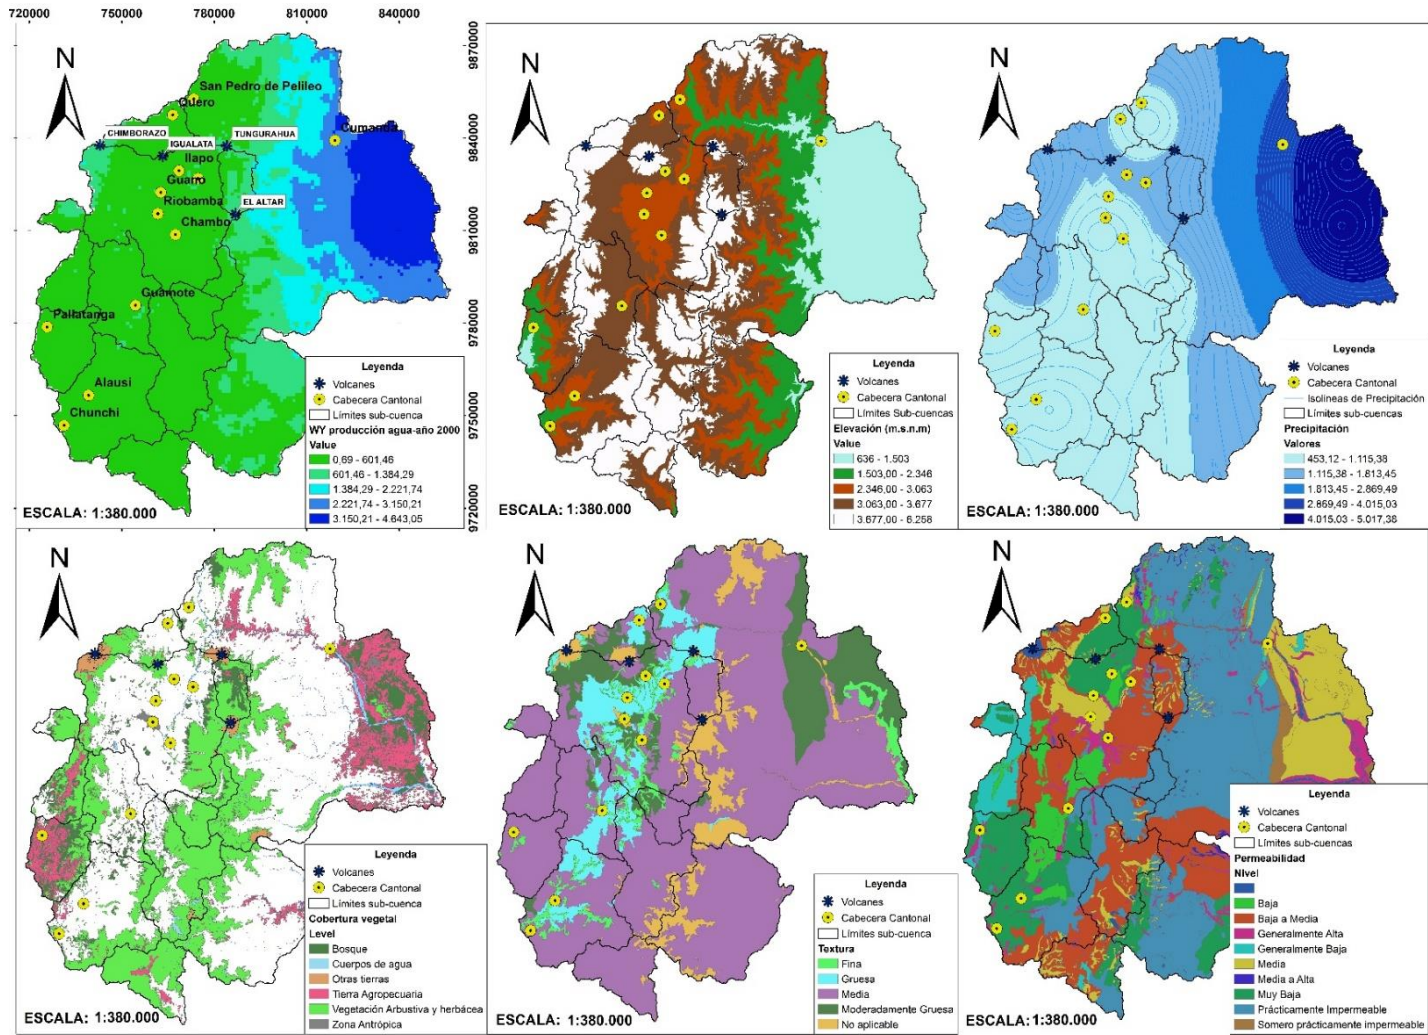 720000 750000 780000 810000 840000
9870000
9840000
9810000
9780000
9750000
9720000
N
San Pedro de Pelileo
Quero
CHIMBORAZO
TUNGURAHUA
IGUALATA
Cumanda
Ilapo
Guano
Riobamba
EL ALTAR
Chambo
Guamote
Pallatanga
Alausi
Chunchi
Leyenda
Volcanes
Cabecera Cantonal
Límites sub-cuenca
WY producción agua-año 2000
Value
0,69 - 601,46
601,46 - 1.384,29
1.384,29 - 2.221,74
2.221,74 - 3.150,21
3.150,21 - 4.643,05
ESCALA: 1:380.000
N
Leyenda
Volcanes
Cabecera Cantonal
Límites Sub-cuencas
Elevación (m.s.n.m)
Value
636 - 1.503
1.503,00 - 2.346
2.346,00 - 3.063
3.063,00 - 3.677
3.677,00 - 6.258
ESCALA: 1:380.000
N
Leyenda
Volcanes
Cabecera Cantonal
Isolineas de Precipitación
Límites sub-cuencas
Precipitación
Valores
453,12 - 1.115,38
1.115,38 - 1.813,45
1.813,45 - 2.869,49
2.869,49 - 4.015,03
4.015,03 - 5.017,38
ESCALA: 1:380.000
N
Leyenda
Volcanes
Cabecera Cantonal
Límites sub-cuenca
Cobertura vegetal
Level
Bosque
Cuerpos de agua
Otras tierras
Tierra Agropecuaria
Vegetación Arbustiva y herbácea
Zona Antrópica
ESCALA: 1:380.000
N
Leyenda
Volcanes
Cabecera Cantonal
Límites sub-cuenca
Textura
Fina
Gruesa
Media
Moderadamente Gruesa
No aplicable
ESCALA: 1:380.000
N
Leyenda
Volcanes
Cabecera Cantonal
Límites sub-cuencas
Permeabilidad
Nivel
Baja
Baja a Media
Generalmente Alta
Generalmente Baja
Media
Media a Alta
Muy Baja
Prácticamente Impermeable
Somero prácticamente impermeable
ESCALA: 1:380.000